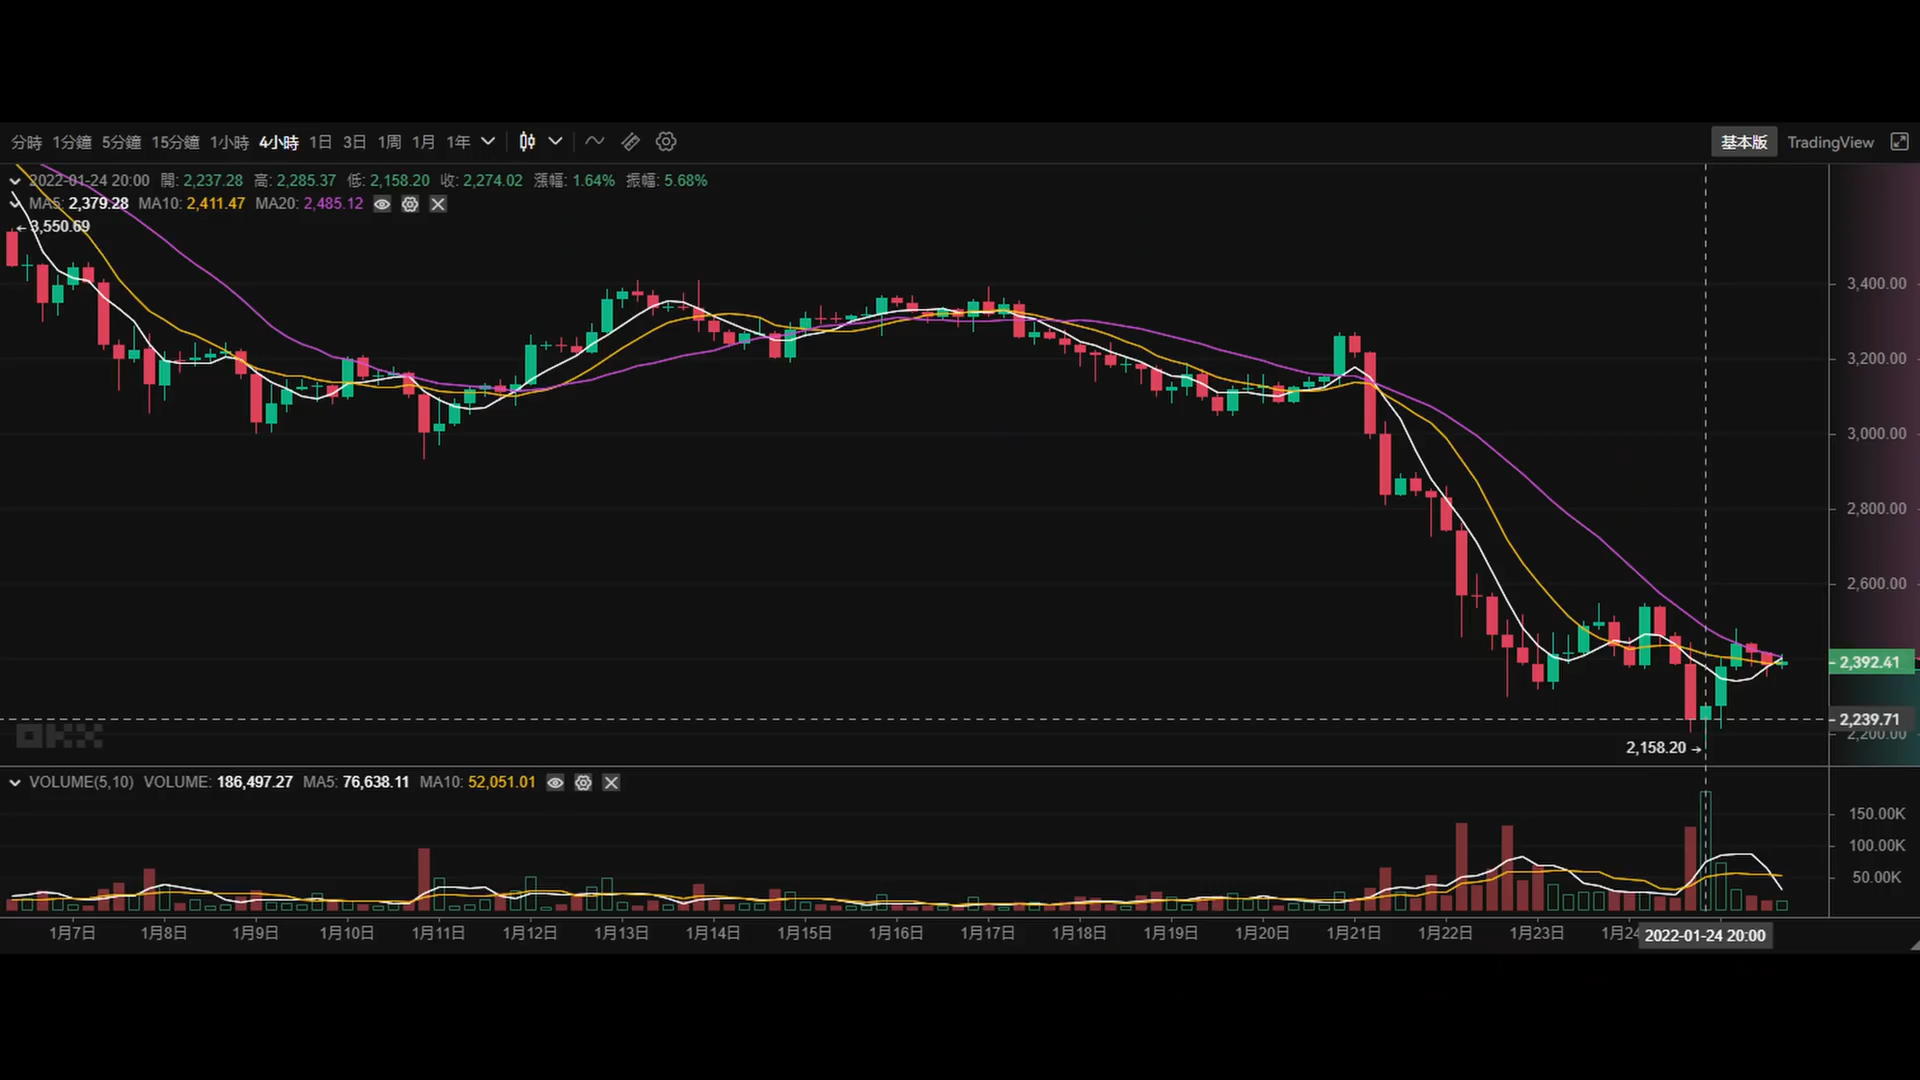 分時 1分鐘 5分鐘 15分鐘 1小時 4小時 1日 3日 1周 1月 1年 基本版 TradingView
2022-01-24 20:00 開: 2,237.28 高: 2,285.37 低: 2,158.20 收: 2,274.02 漲幅: 1.64% 振幅: 5.68%
MA5: 2,379.28 MA10: 2,411.47 MA20: 2,485.12
3,550.69
3,400.00
3,200.00
3,000.00
2,800.00
2,600.00
2,392.41
2,239.71
2,200.00
OKX
2,158.20
VOLUME(5,10) VOLUME: 186,497.27 MA5: 76,638.11 MA10: 52,051.01
150.00K
100.00K
50.00K
1月7日 1月8日 1月9日 1月10日 1月11日 1月12日 1月13日 1月14日 1月15日 1月16日 1月17日 1月18日 1月19日 1月20日 1月21日 1月22日 1月23日 1月24 2022-01-24 20:00